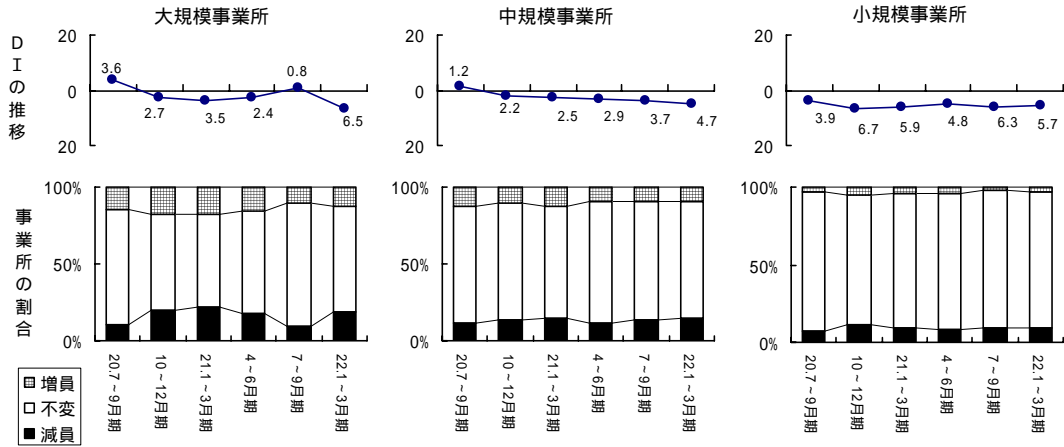 大規模事業所
中規模事業所
小規模事業所
DIの推移
20
0
20
3.6
2.7
3.5
2.4
0.8
6.5
20
0
20
1.2
2.2
2.5
2.9
3.7
4.7
20
0
20
3.9
6.7
5.9
4.8
6.3
5.7
事業所の割合
100%
50%
0%
100%
50%
0%
100%
50%
0%
20.7～9月期
10～12月期
21.1～3月期
4～6月期
7～9月期
22.1～3月期
20.7～9月期
10～12月期
21.1～3月期
4～6月期
7～9月期
22.1～3月期
20.7～9月期
10～12月期
21.1～3月期
4～6月期
7～9月期
22.1～3月期
増員
不変
減員